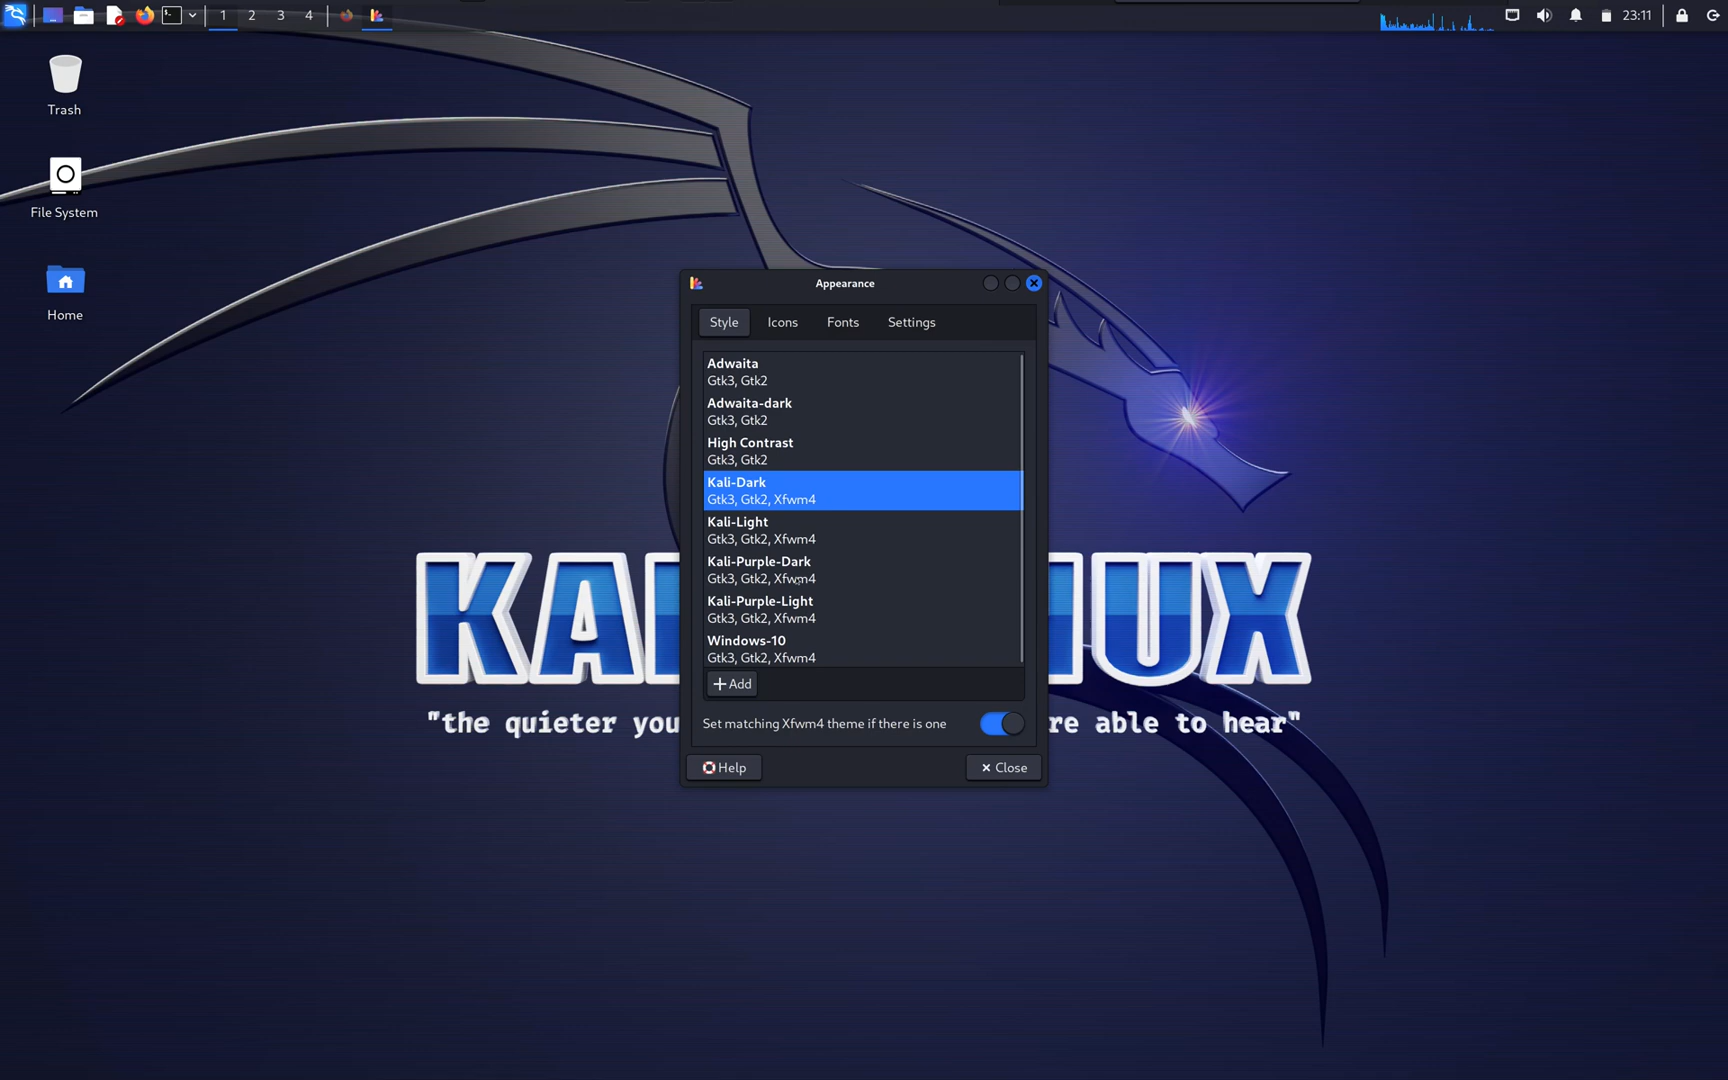 1 2 3 4
23:11
Trash
File System
Home
Appearance
Style Icons Fonts Settings
Adwaita
Gtk3, Gtk2
Adwaita-dark
Gtk3, Gtk2
High Contrast
Gtk3, Gtk2
Kali-Dark
Gtk3, Gtk2, Xfwm4
Kali-Light
Gtk3, Gtk2, Xfwm4
Kali-Purple-Dark
Gtk3, Gtk2, Xfwm4
Kali-Purple-Light
Gtk3, Gtk2, Xfwm4
Windows-10
Gtk3, Gtk2, Xfwm4
Add
Set matching Xfwm4 theme if there is one
Help Close
KA UX
"the quieter you re able to hear"